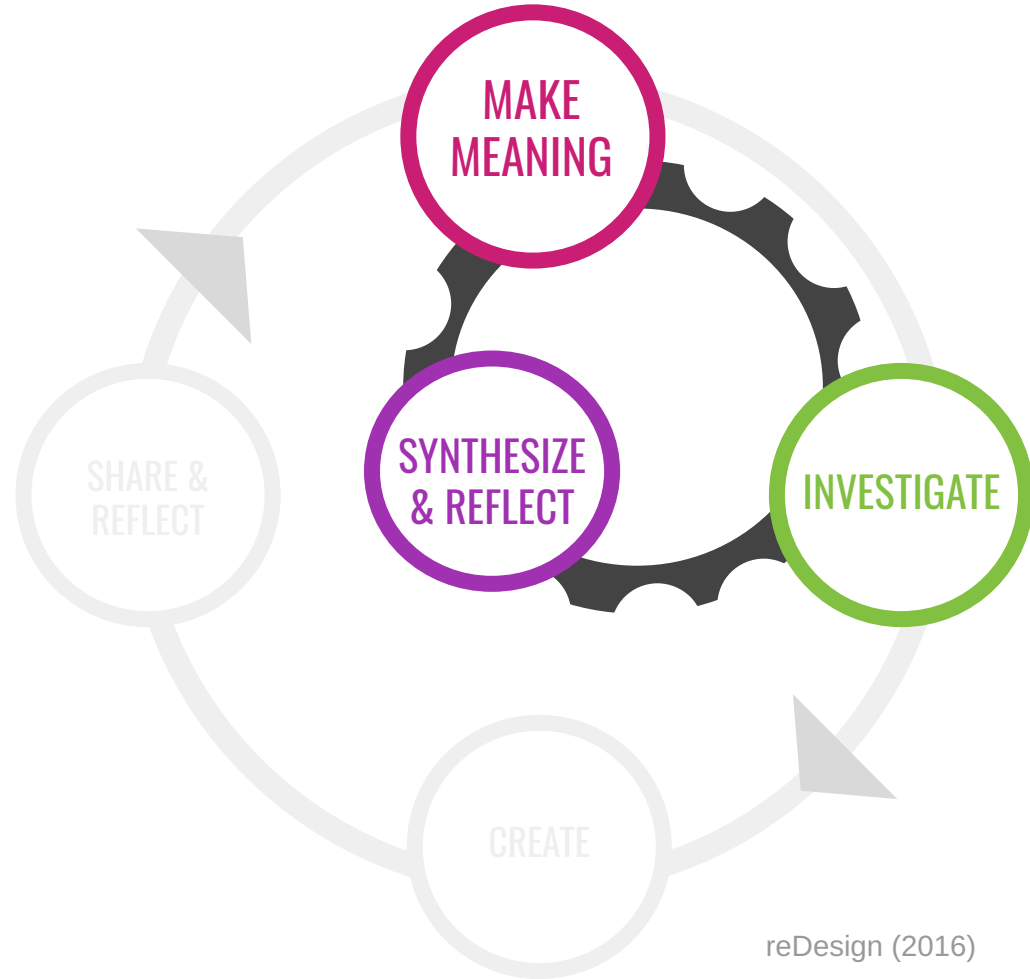 MAKE
MEANING
SYNTHESIZE
& REFLECT
INVESTIGATE
SHARE &
REFLECT
CREATE
reDesign (2016)